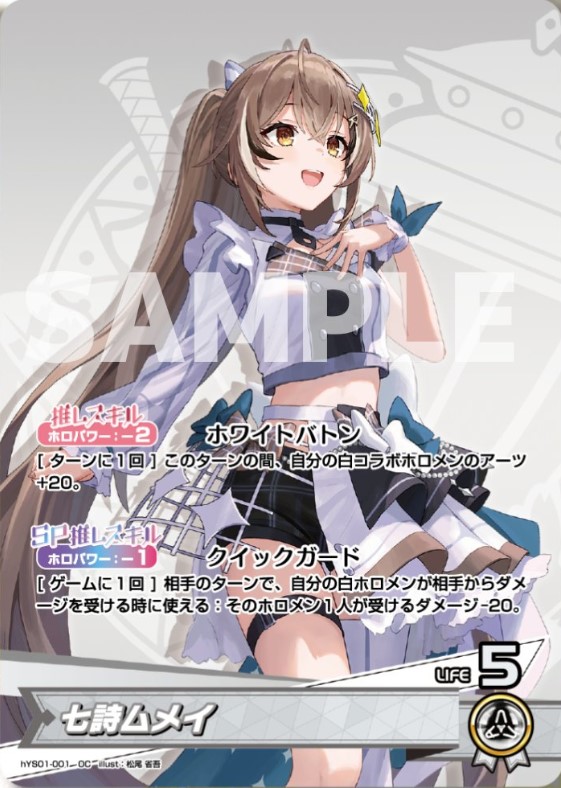 SAMPLE
推しスキル
ホロパワー：－2
ホワイトバトン
[ ターンに1回 ] このターンの間、自分の白コラボホロメンのアーツ
+20。
SP推しスキル
ホロパワー：－1
クイックガード
[ ゲームに1回 ] 相手のターンで、自分の白ホロメンが相手からダメ
ージを受ける時に使える：そのホロメン1人が受けるダメージ-20。
LIFE 5
七詩ムメイ
hYS01-001 OC illust：松尾 省吾